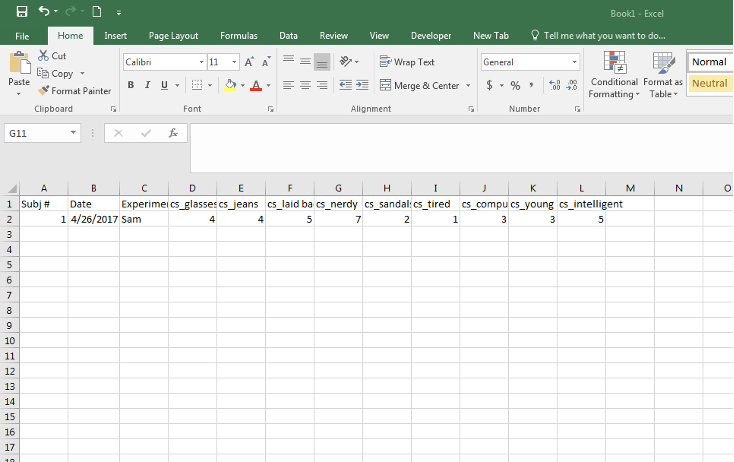 Book1 - Excel
File Home Insert Page Layout Formulas Data Review View Developer New Tab Tell me what you want to do...
Paste Cut Calibri 11 A A Wrap Text General Conditional Formatting Format as Table Normal
Copy B I U A Merge & Center $ % , .00 .0 Neutral
Format Painter
Clipboard Font Alignment Number
G11 fx
A B C D E F G H I J K L M N O
1 Subj # Date Experimen cs_glasses cs_jeans cs_laid ba cs_nerdy cs_sandals cs_tired cs_compu cs_young cs_intelligent
2 1 4/26/2017 Sam 4 4 5 7 2 1 3 3 5
3
4
5
6
7
8
9
10
11
12
13
14
15
16
17